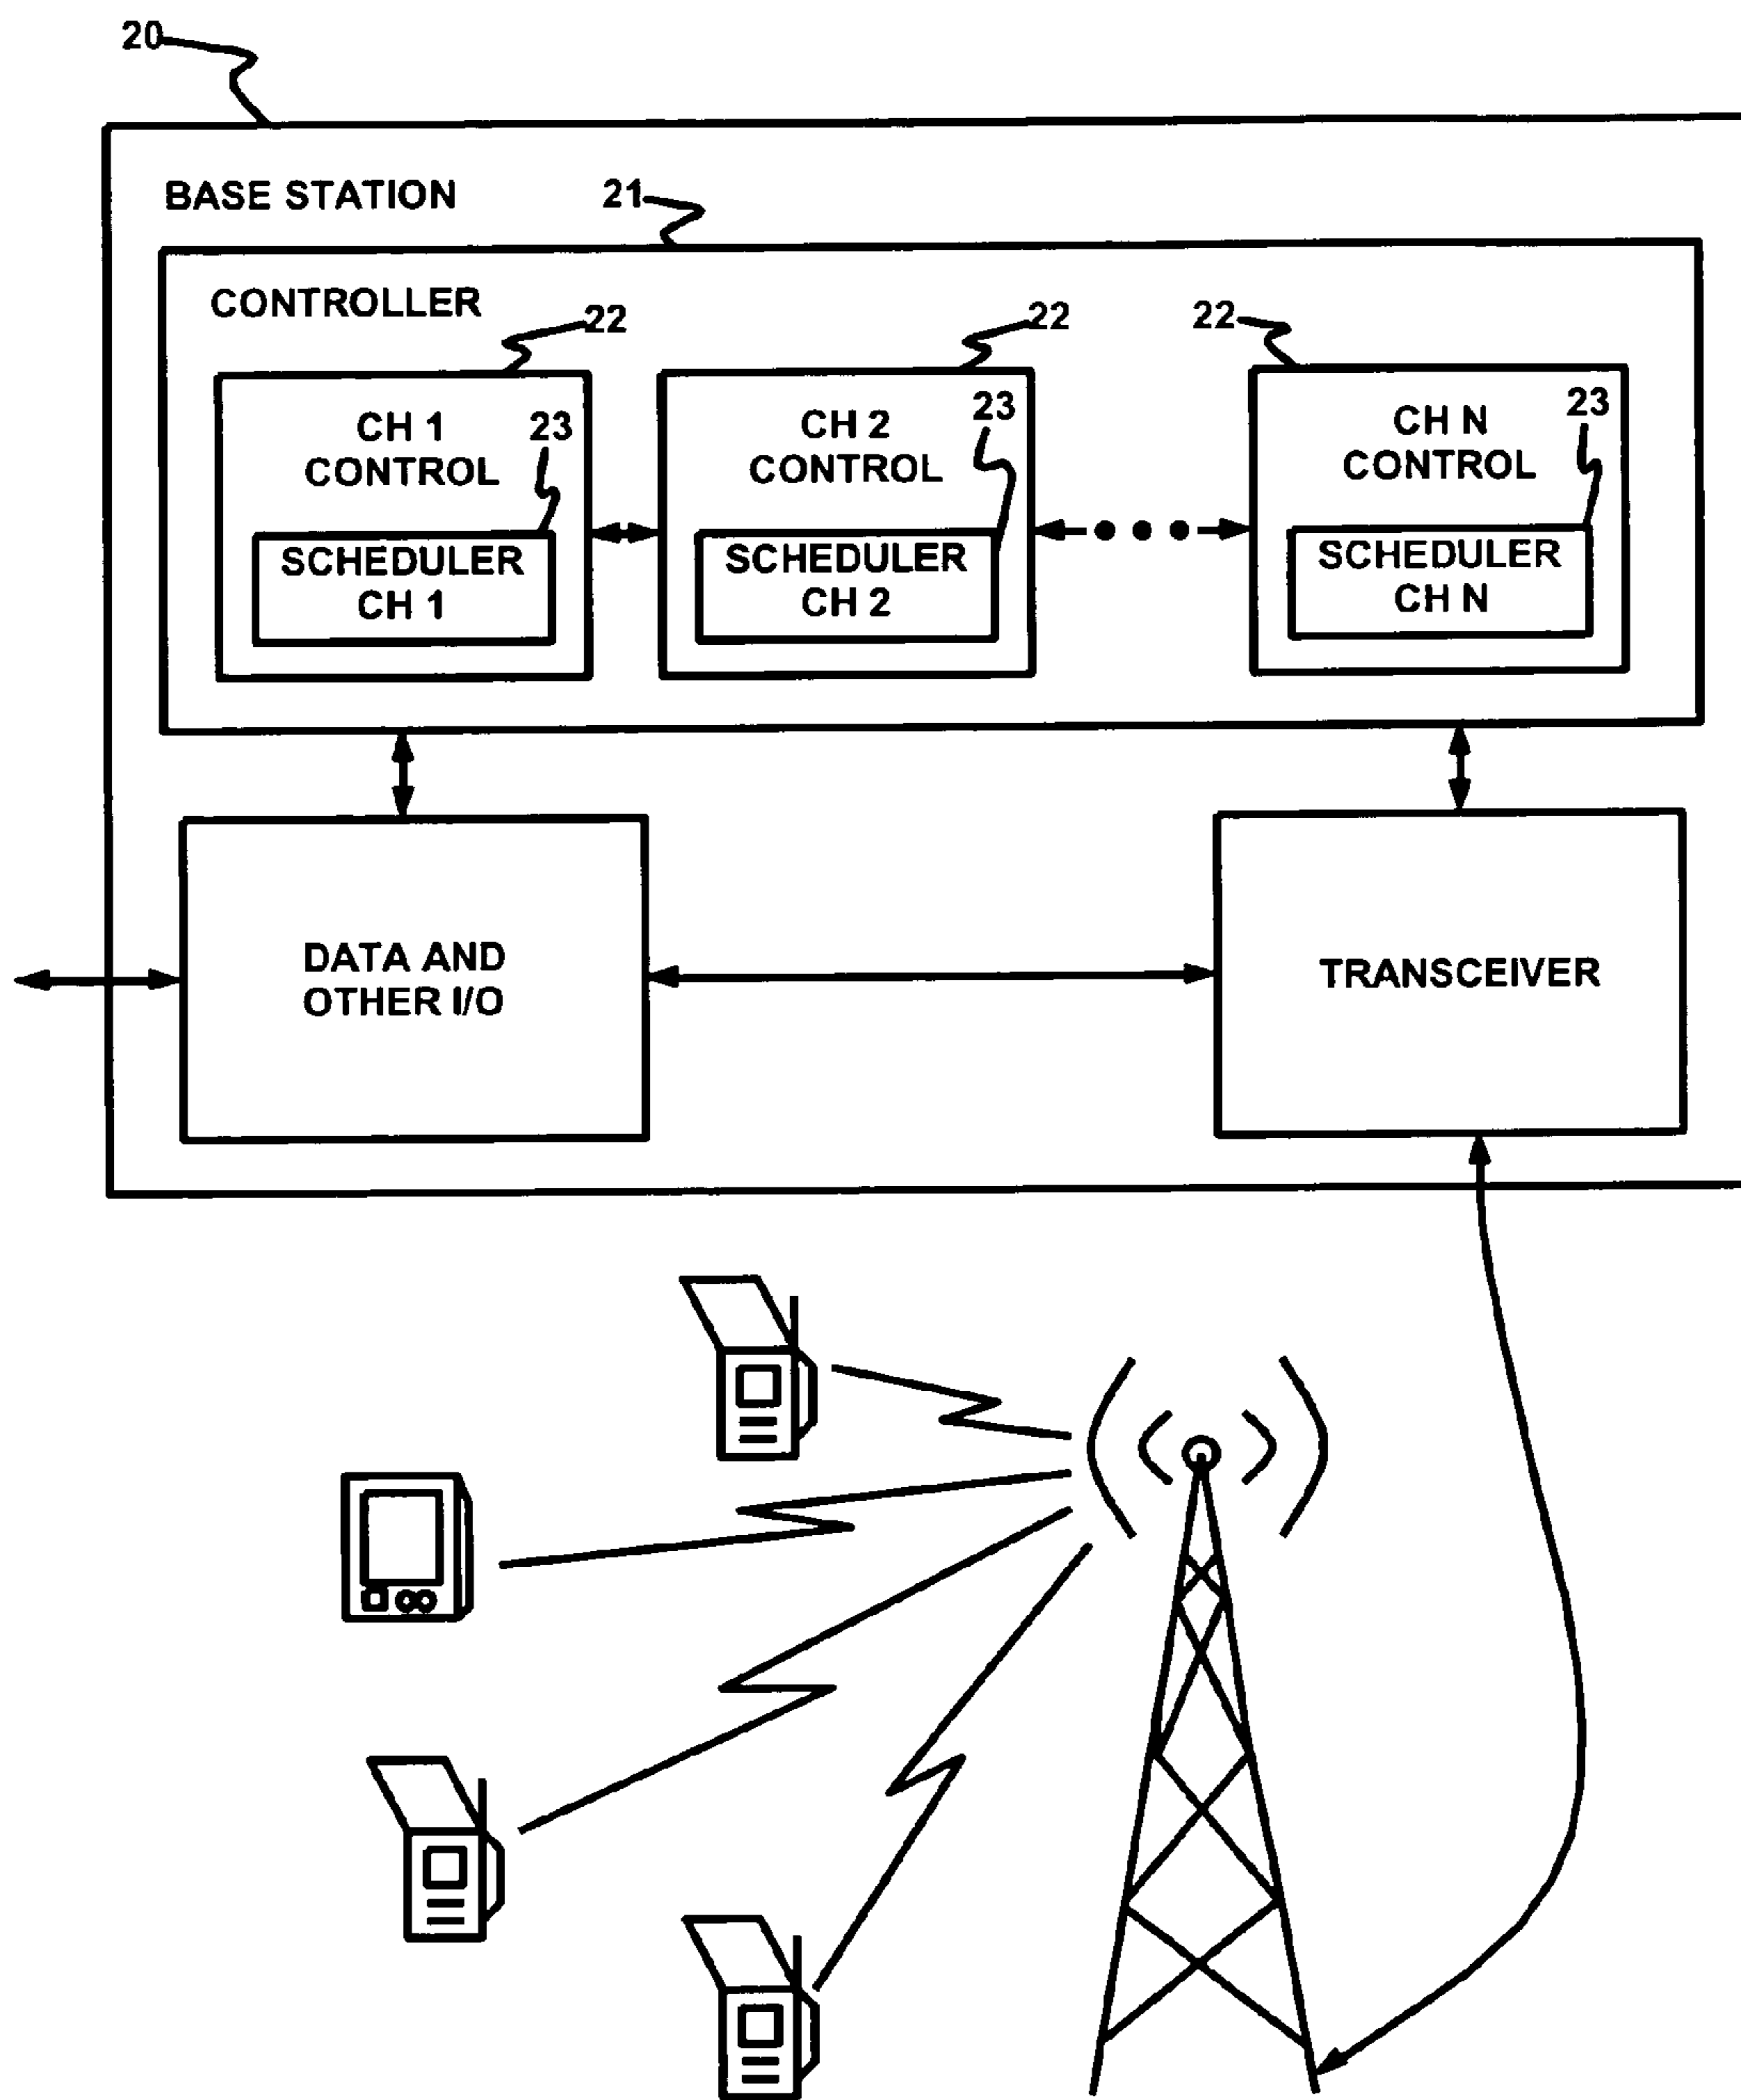 20
BASE STATION
21
CONTROLLER
22
22
22
CH 1
CONTROL
23
CH 2
CONTROL
23
CH N
CONTROL
23
SCHEDULER
CH 1
SCHEDULER
CH 2
SCHEDULER
CH N
DATA AND
OTHER I/O
TRANSCEIVER